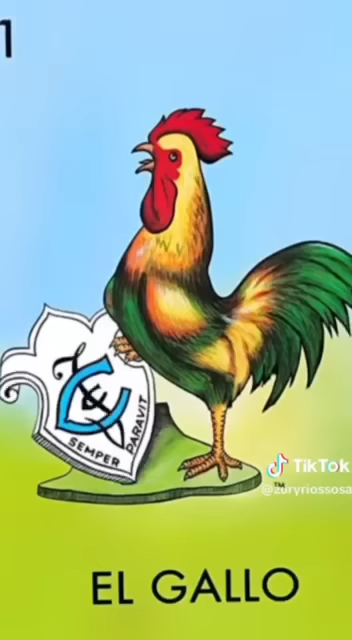 1
SEMPER
PARAVIT
TikTok
@zuryriossosa
EL GALLO